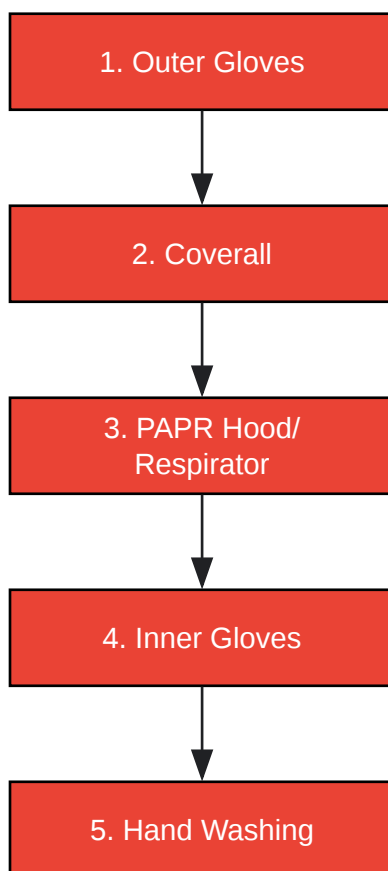 1. Outer Gloves
2. Coverall
3. PAPR Hood/
Respirator
4. Inner Gloves
5. Hand Washing